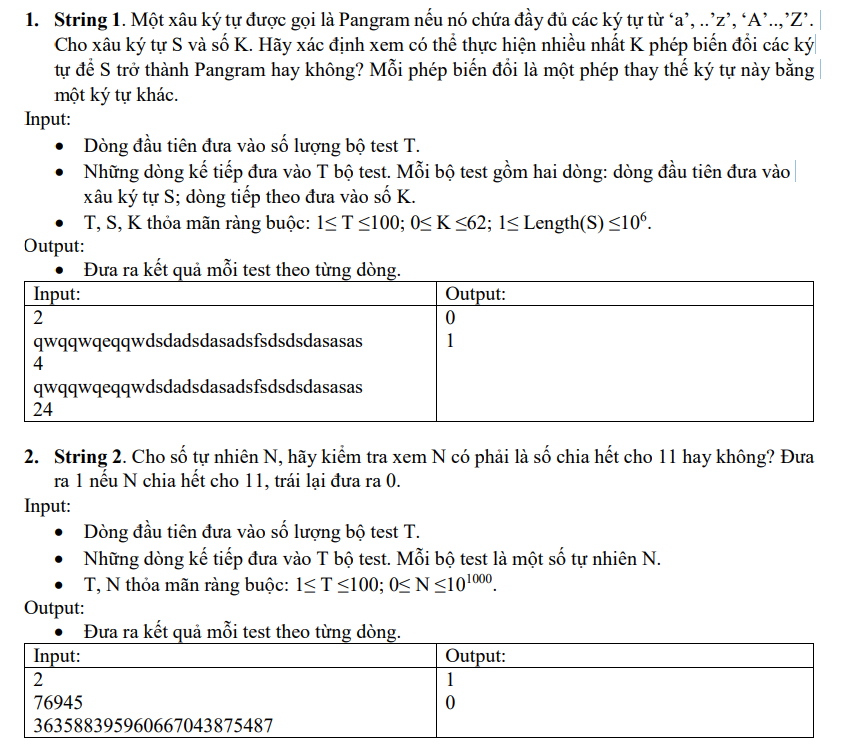 1. String 1. Một xâu ký tự được gọi là Pangram nếu nó chứa đầy đủ các ký tự từ ‘a’, ..’z’, ‘A’..,’Z’.
Cho xâu ký tự S và số K. Hãy xác định xem có thể thực hiện nhiều nhất K phép biến đổi các ký
tự để S trở thành Pangram hay không? Mỗi phép biến đổi là một phép thay thế ký tự này bằng
một ký tự khác.
Input:
• Dòng đầu tiên đưa vào số lượng bộ test T.
• Những dòng kế tiếp đưa vào T bộ test. Mỗi bộ test gồm hai dòng: dòng đầu tiên đưa vào
xâu ký tự S; dòng tiếp theo đưa vào số K.
• T, S, K thỏa mãn ràng buộc: 1≤ T ≤100; 0≤ K ≤62; 1≤ Length(S) ≤10⁶.
Output:
• Đưa ra kết quả mỗi test theo từng dòng.
Input: Output:
2 0
qwqqwqeqqwdsdadsdasadsfsdsdsdasasas 1
4
qwqqwqeqqwdsdadsdasadsfsdsdsdasasas
24
2. String 2. Cho số tự nhiên N, hãy kiểm tra xem N có phải là số chia hết cho 11 hay không? Đưa
ra 1 nếu N chia hết cho 11, trái lại đưa ra 0.
Input:
• Dòng đầu tiên đưa vào số lượng bộ test T.
• Những dòng kế tiếp đưa vào T bộ test. Mỗi bộ test là một số tự nhiên N.
• T, N thỏa mãn ràng buộc: 1≤ T ≤100; 0≤ N ≤10¹⁰⁰⁰.
Output:
• Đưa ra kết quả mỗi test theo từng dòng.
Input: Output:
2 1
76945 0
363588395960667043875487